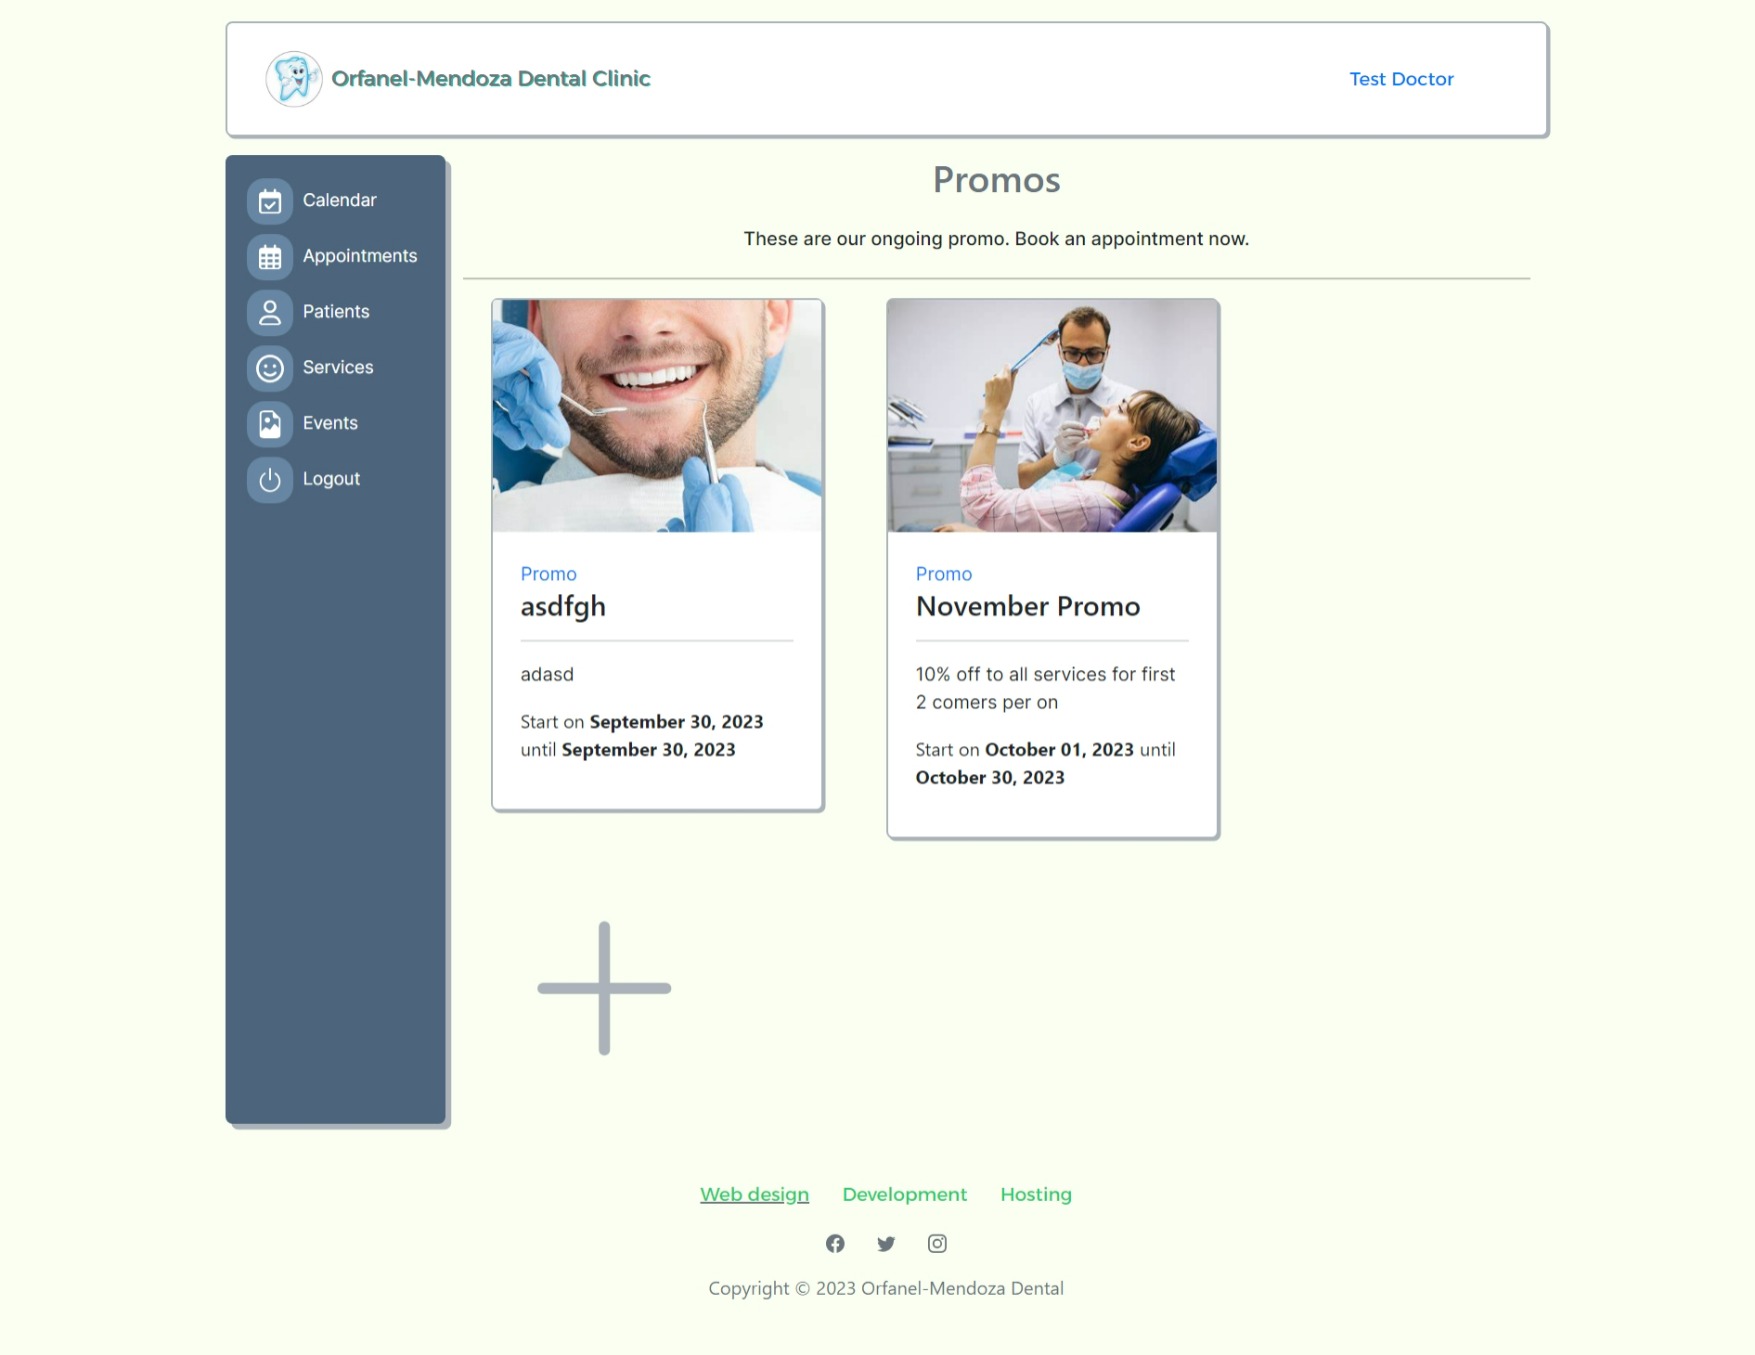 Orfanel-Mendoza Dental Clinic
Test Doctor
Calendar
Appointments
Patients
Services
Events
Logout
Promos
These are our ongoing promo. Book an appointment now.
Promo
asdfgh
adasd
Start on September 30, 2023
until September 30, 2023
Promo
November Promo
10% off to all services for first
2 comers per on
Start on October 01, 2023 until
October 30, 2023
Web design Development Hosting
Copyright © 2023 Orfanel-Mendoza Dental